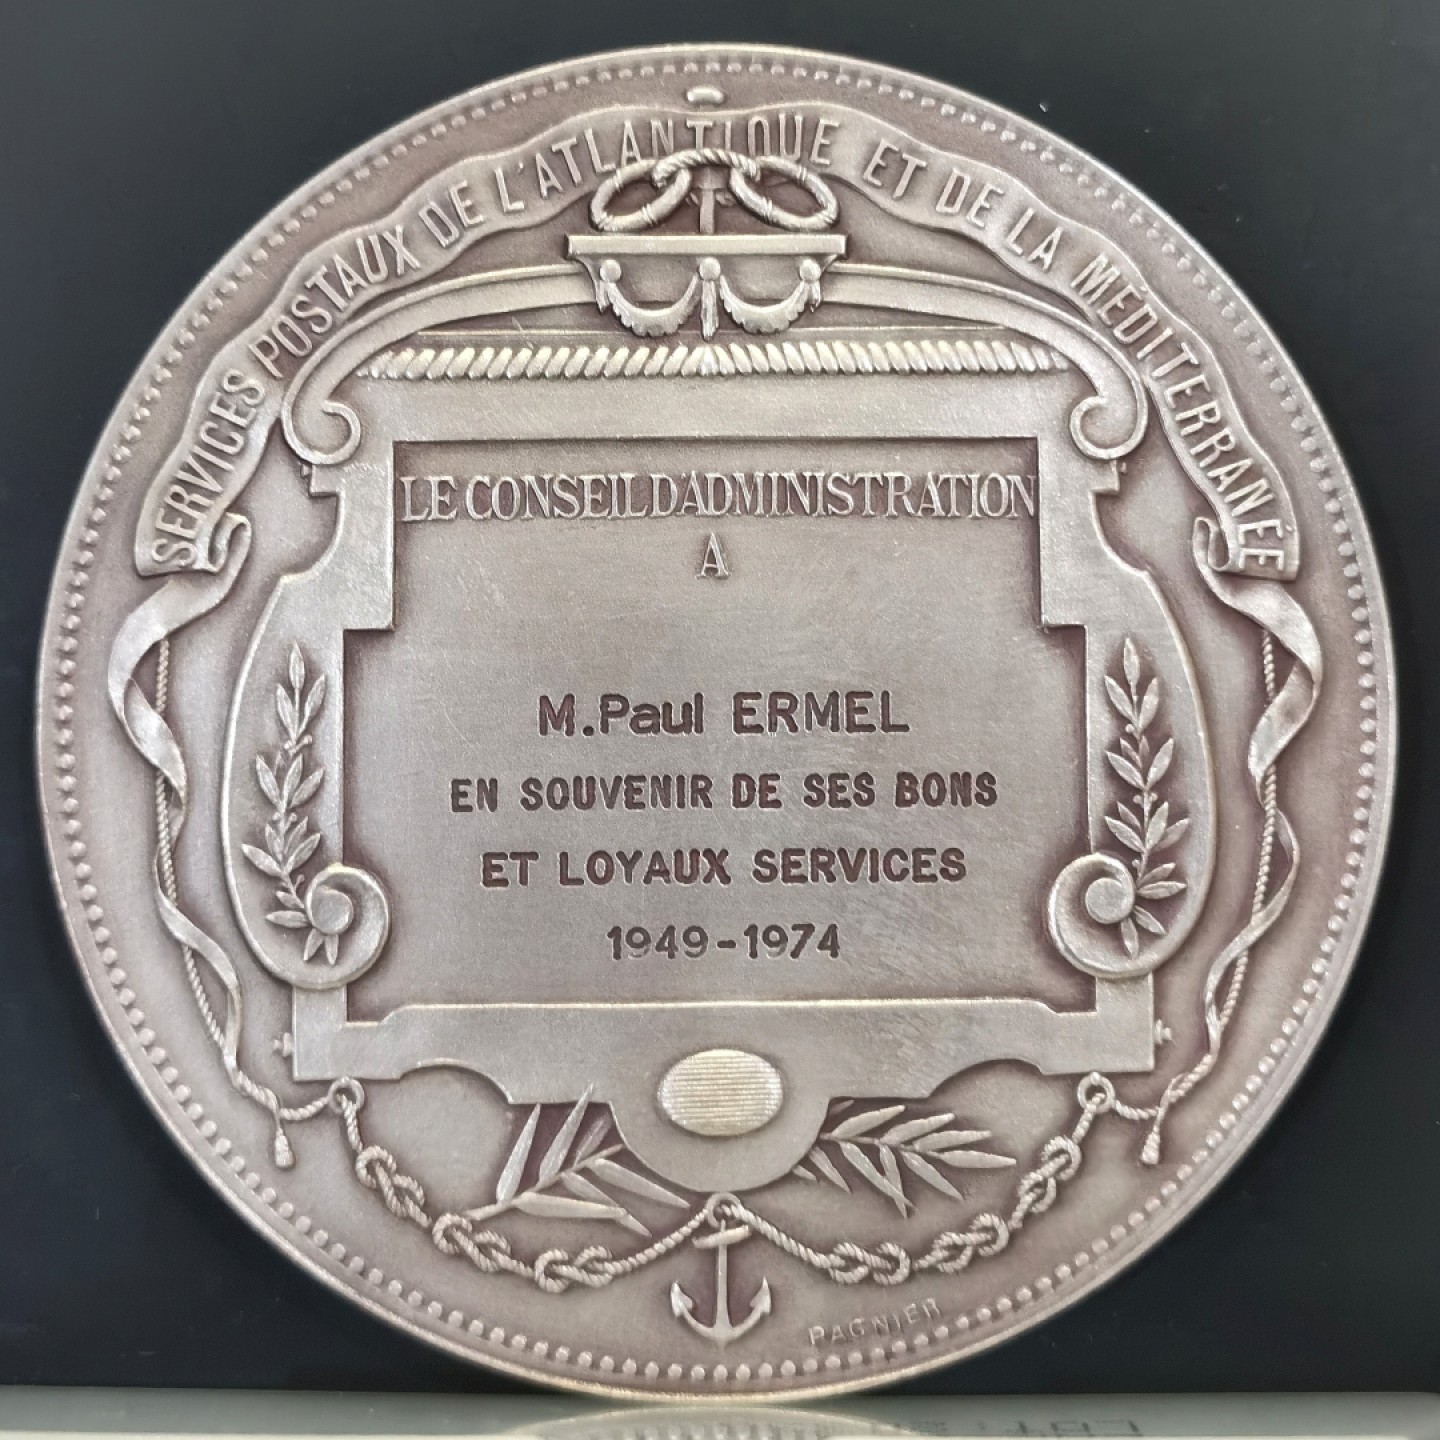 SERVICES POSTAUX DE L'ATLANTIQUE ET DE LA MÉDITERRANÉE
LE CONSEIL D'ADMINISTRATION
A
M.Paul ERMEL
EN SOUVENIR DE SES BONS
ET LOYAUX SERVICES
1949-1974
PAGNIER